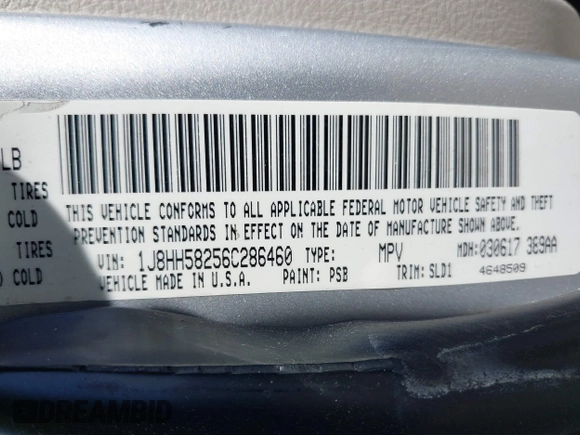 LB
TIRES
COLD
TIRES
COLD
THIS VEHICLE CONFORMS TO ALL APPLICABLE FEDERAL MOTOR VEHICLE SAFETY AND THEFT
PREVENTION STANDARDS IN EFFECT ON THE DATE OF MANUFACTURE SHOWN ABOVE.
VIN: 1J8HH58256C286460 TYPE: MPV MDH:030617 369AA
VEHICLE MADE IN U.S.A. PAINT: PSB TRIM: SLD1 4648509
DREAMBID